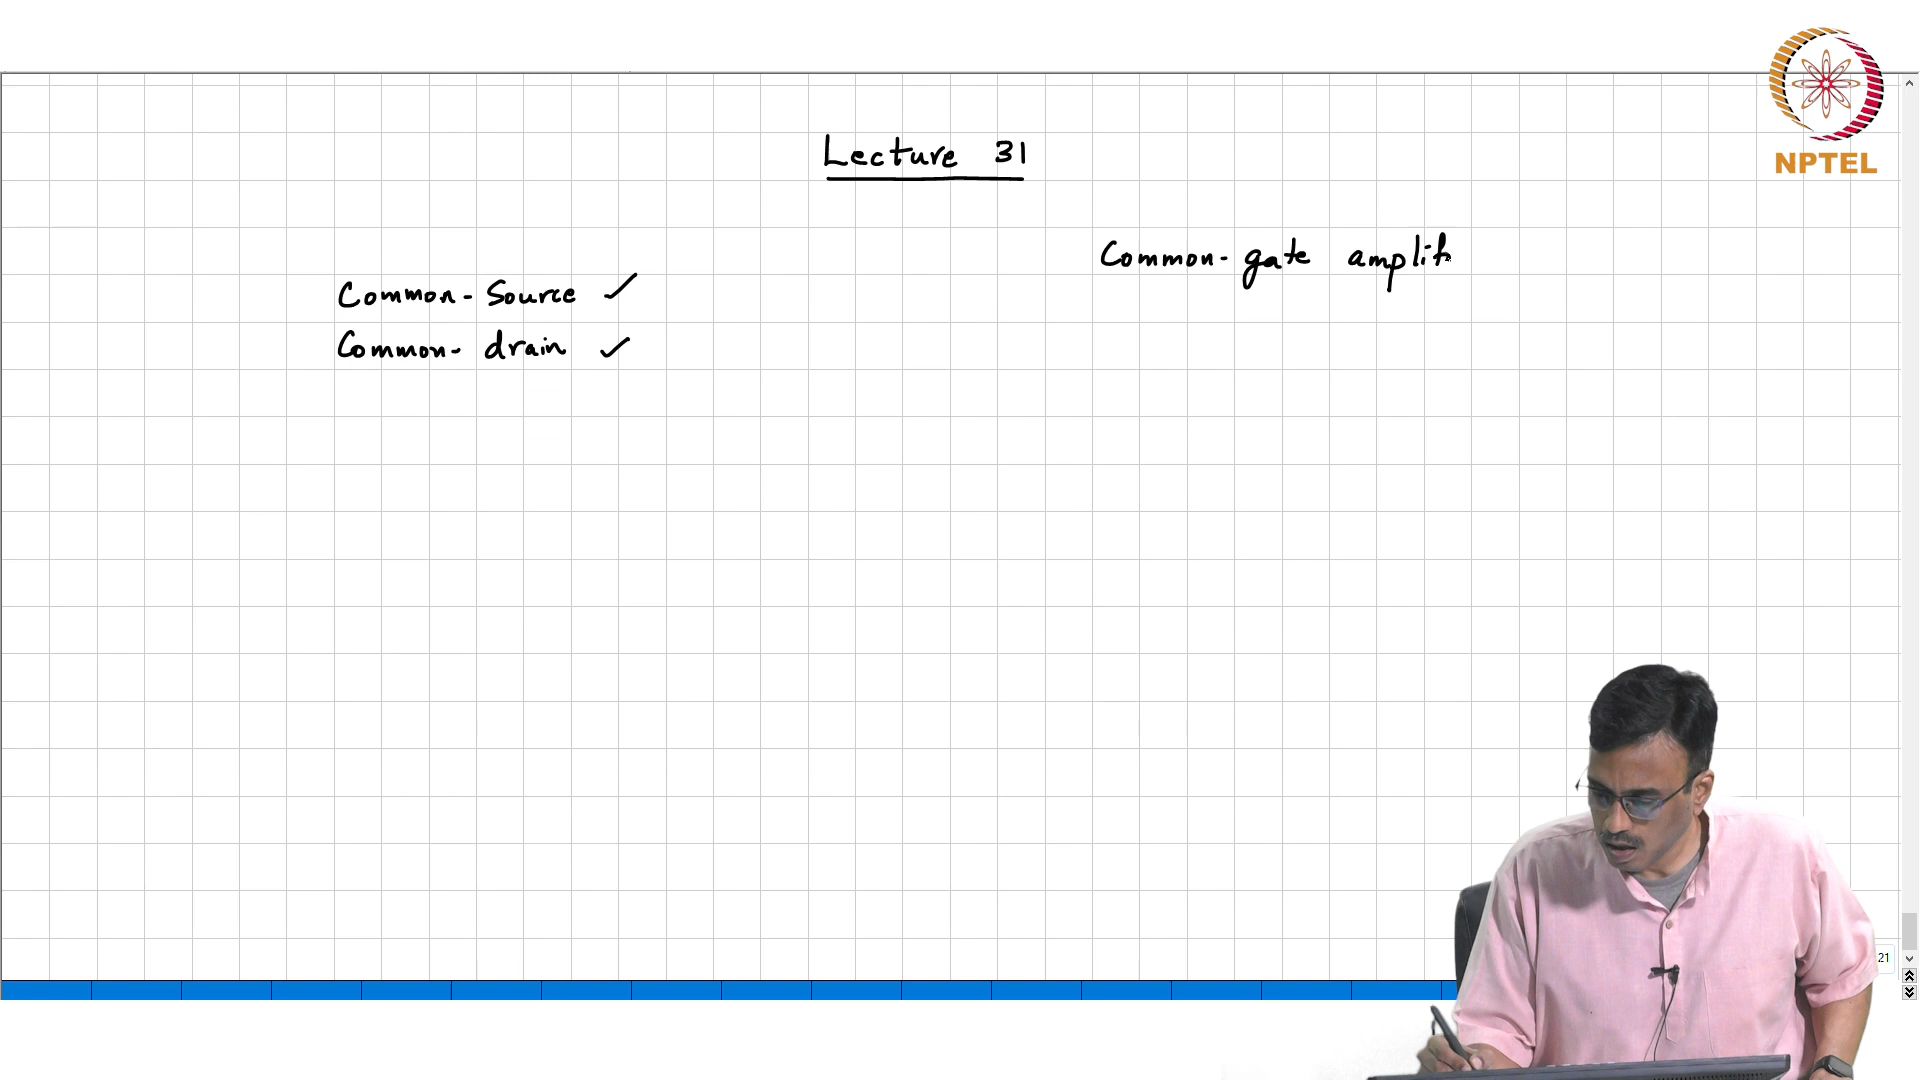 NPTEL
Lecture 31
Common-gate amplif
Common-Source ✓
Common-drain ✓
21